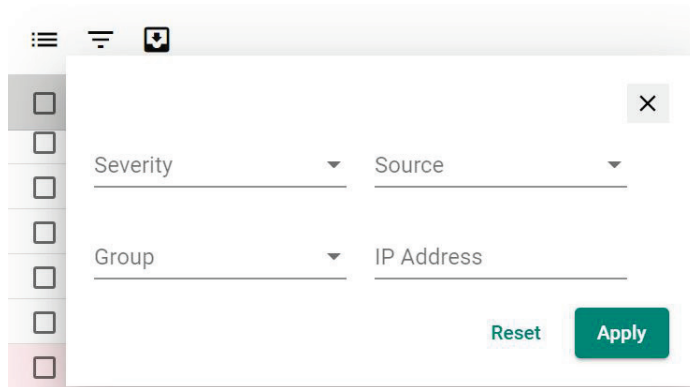 Severity
Source
Group
IP Address
Reset
Apply